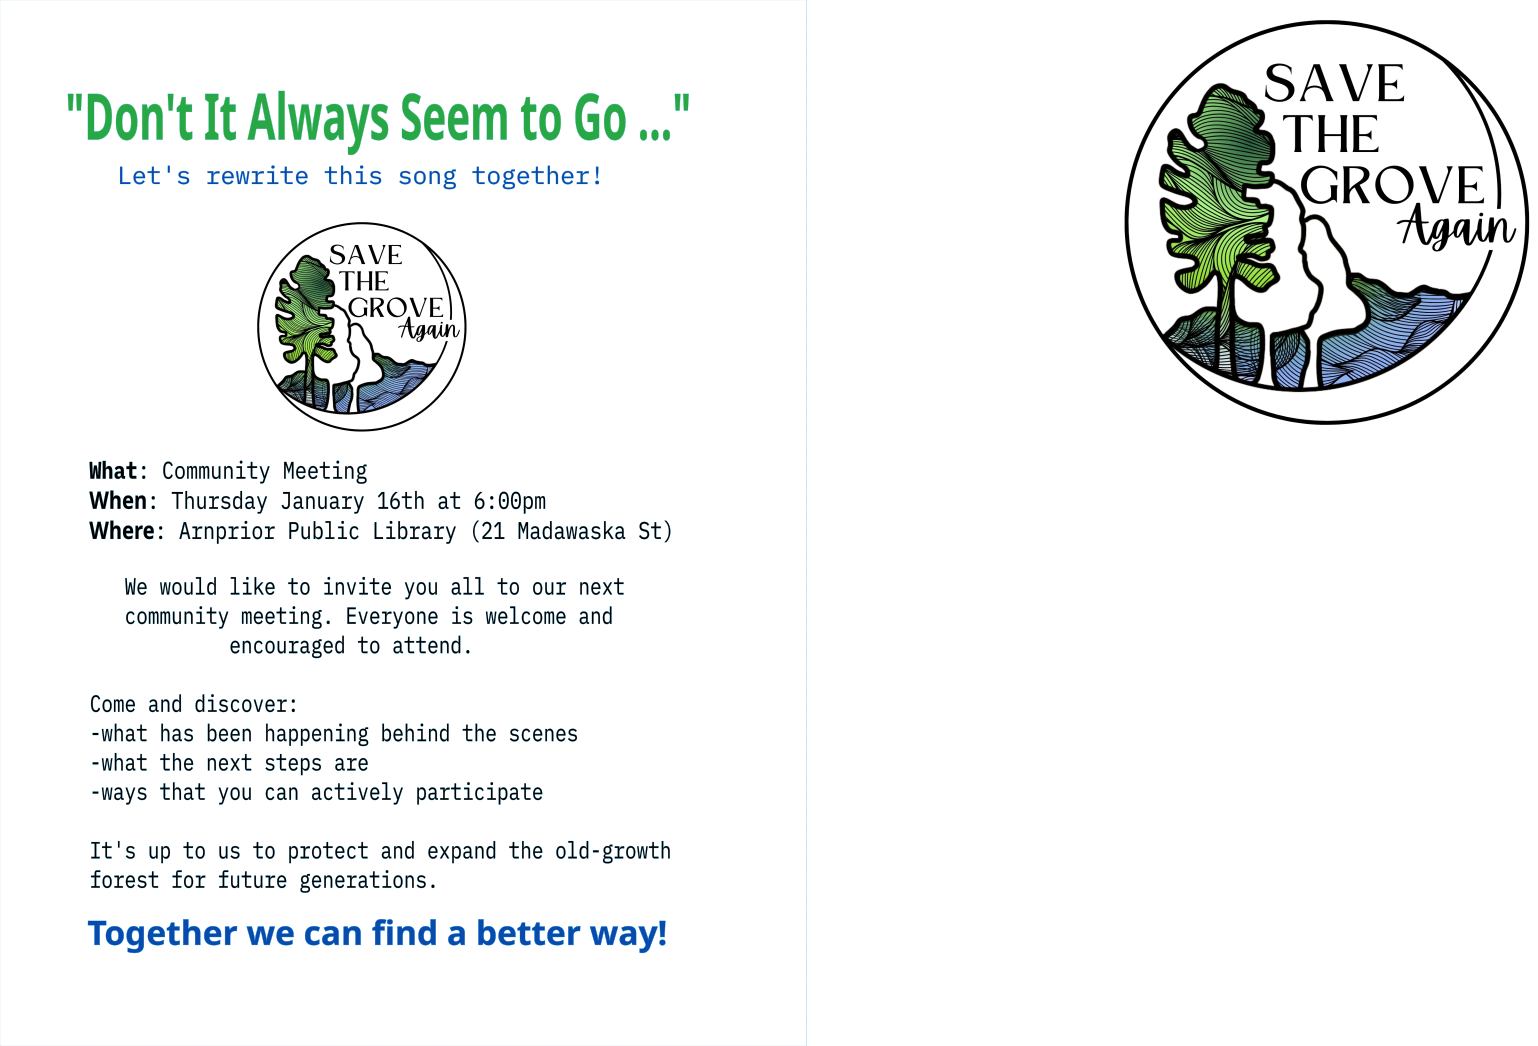 "Don't It Always Seem to Go ..."
Let's rewrite this song together!
SAVE
THE
GROVE
Again
What: Community Meeting
When: Thursday January 16th at 6:00pm
Where: Arnprior Public Library (21 Madawaska St)
We would like to invite you all to our next
community meeting. Everyone is welcome and
encouraged to attend.
Come and discover:
-what has been happening behind the scenes
-what the next steps are
-ways that you can actively participate
It's up to us to protect and expand the old-growth
forest for future generations.
Together we can find a better way!
SAVE
THE
GROVE
Again